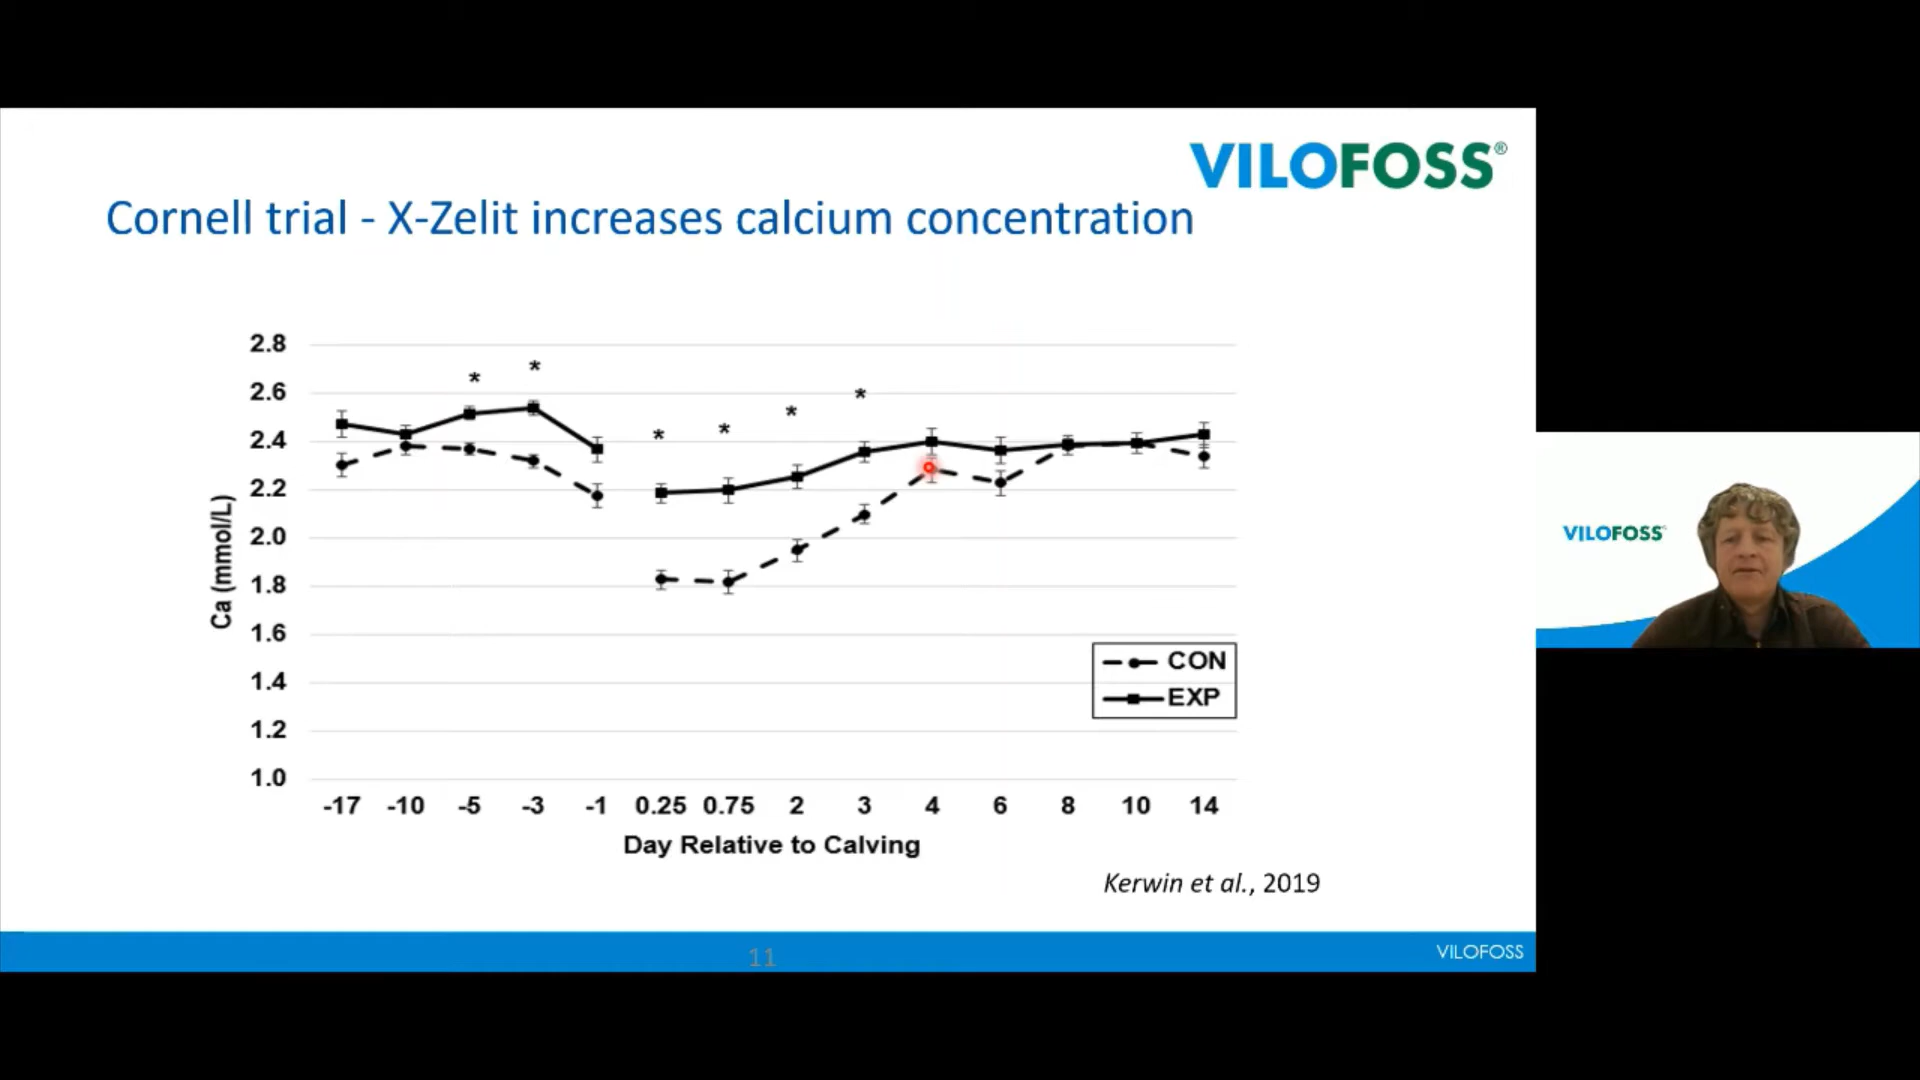 VILOFOSS®
Cornell trial - X-Zelit increases calcium concentration
2.8
2.6
2.4
2.2
2.0
1.8
1.6
1.4
1.2
1.0
Ca (mmol/L)
* * * * * *
CON
EXP
-17 -10 -5 -3 -1 0.25 0.75 2 3 4 6 8 10 14
Day Relative to Calving
Kerwin et al., 2019
11
VILOFOSS
VILOFOSS